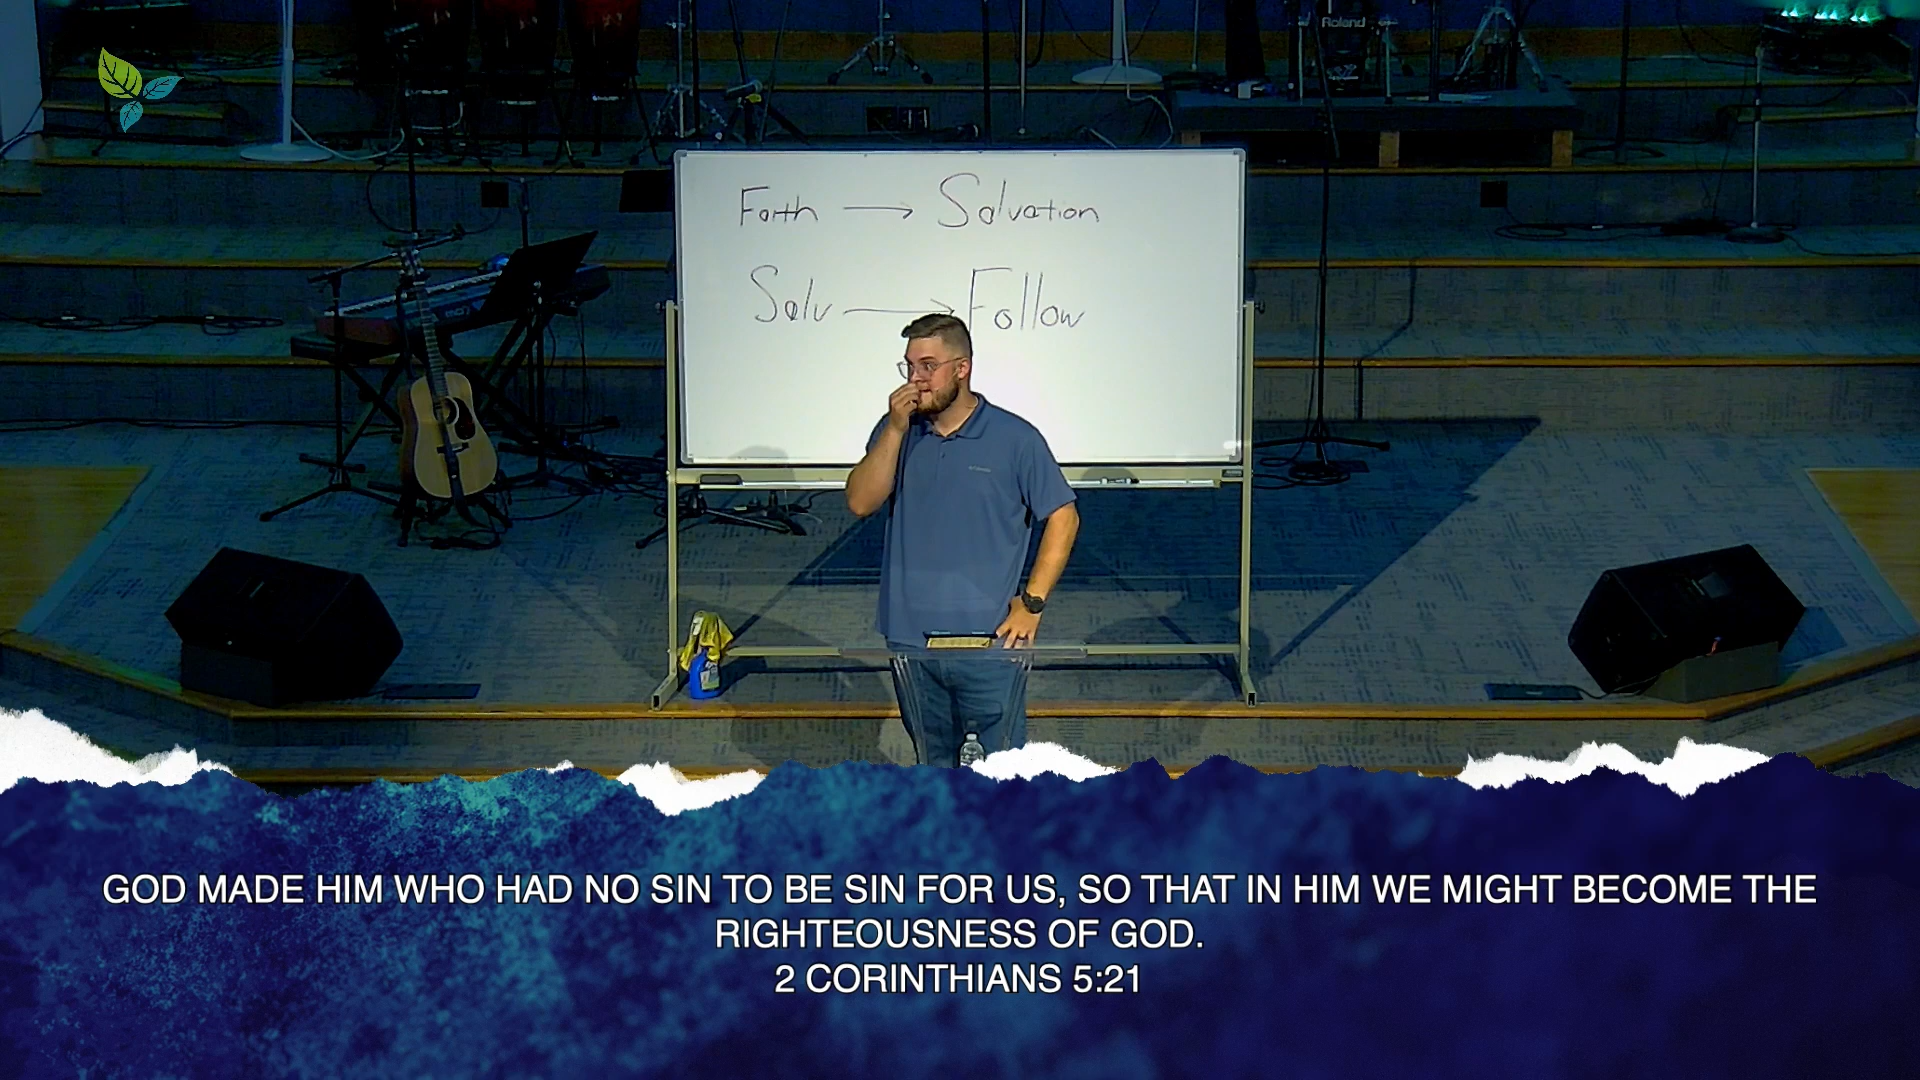 Roland
Faith → Salvation
Salv → Follow
GOD MADE HIM WHO HAD NO SIN TO BE SIN FOR US, SO THAT IN HIM WE MIGHT BECOME THE
RIGHTEOUSNESS OF GOD.
2 CORINTHIANS 5:21